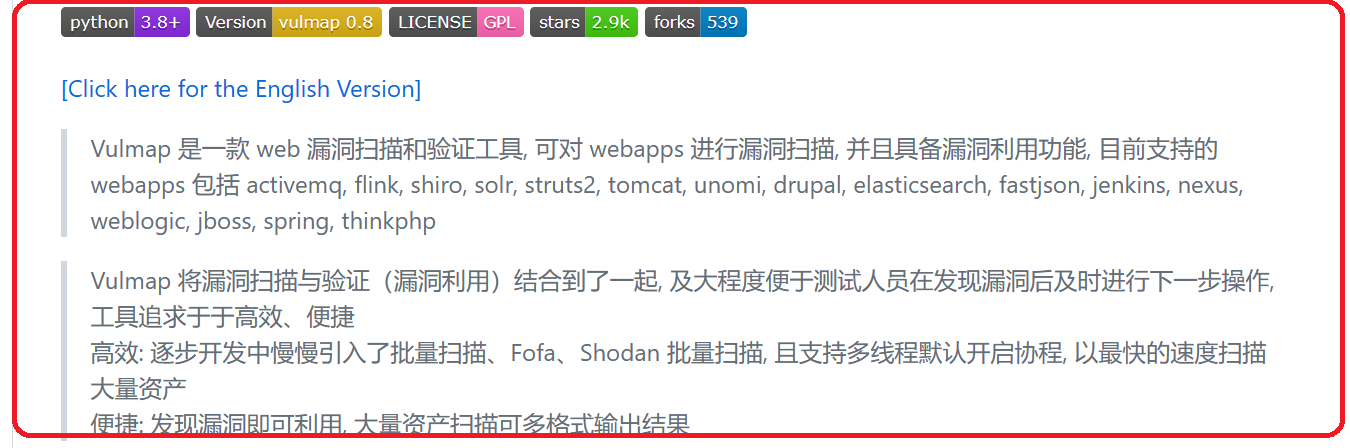 python 3.8+ Version vulmap 0.8 LICENSE GPL stars 2.9k forks 539
[Click here for the English Version]
Vulmap 是一款 web 漏洞扫描和验证工具, 可对 webapps 进行漏洞扫描, 并且具备漏洞利用功能, 目前支持的
webapps 包括 activemq, flink, shiro, solr, struts2, tomcat, unomi, drupal, elasticsearch, fastjson, jenkins, nexus,
weblogic, jboss, spring, thinkphp
Vulmap 将漏洞扫描与验证（漏洞利用）结合到了一起, 及大程度便于测试人员在发现漏洞后及时进行下一步操作,
工具追求于于高效、便捷
高效: 逐步开发中慢慢引入了批量扫描、Fofa、Shodan 批量扫描, 且支持多线程默认开启协程, 以最快的速度扫描
大量资产
便捷: 发现漏洞即可利用, 大量资产扫描可多格式输出结果